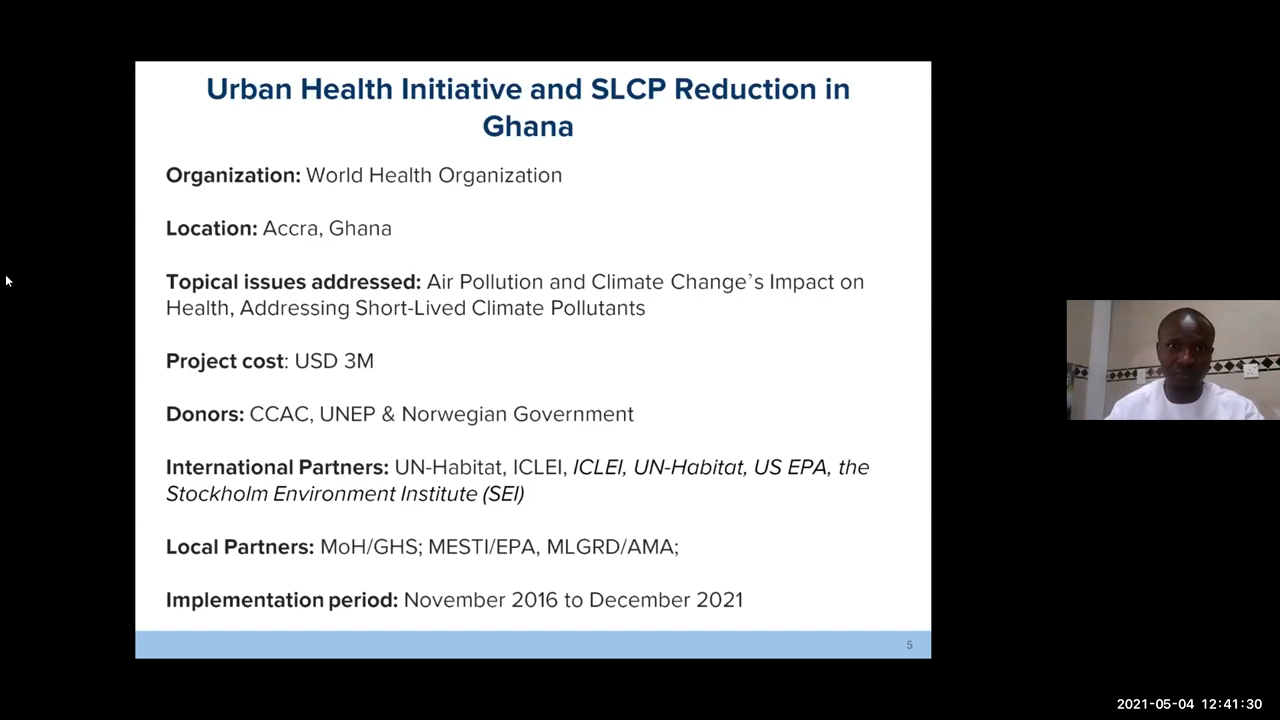 Urban Health Initiative and SLCP Reduction in
Ghana
Organization: World Health Organization
Location: Accra, Ghana
Topical issues addressed: Air Pollution and Climate Change’s Impact on
Health, Addressing Short-Lived Climate Pollutants
Project cost: USD 3M
Donors: CCAC, UNEP & Norwegian Government
International Partners: UN-Habitat, ICLEI, ICLEI, UN-Habitat, US EPA, the
Stockholm Environment Institute (SEI)
Local Partners: MoH/GHS; MESTI/EPA, MLGRD/AMA;
Implementation period: November 2016 to December 2021
5
2021-05-04 12:41:30